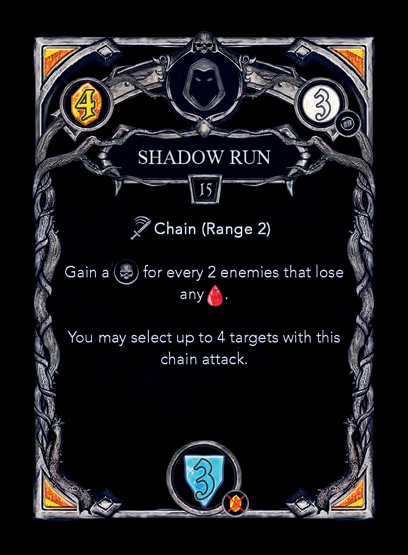 4
3
SHADOW RUN
15
Chain (Range 2)
Gain a for every 2 enemies that lose
any .
You may select up to 4 targets with this
chain attack.
3